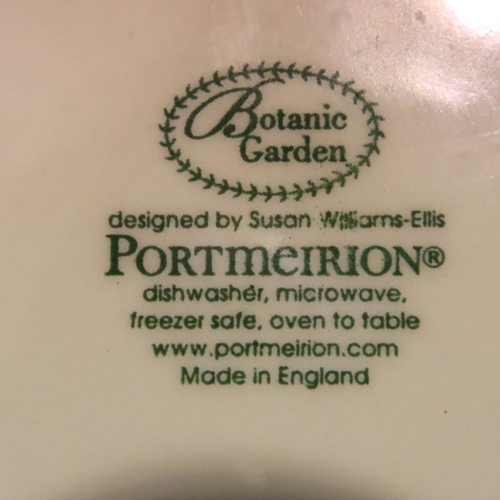 Botanic
Garden
designed by Susan Williams-Ellis
PORTMEIRION®
dishwasher, microwave,
freezer safe, oven to table
www.portmeirion.com
Made in England